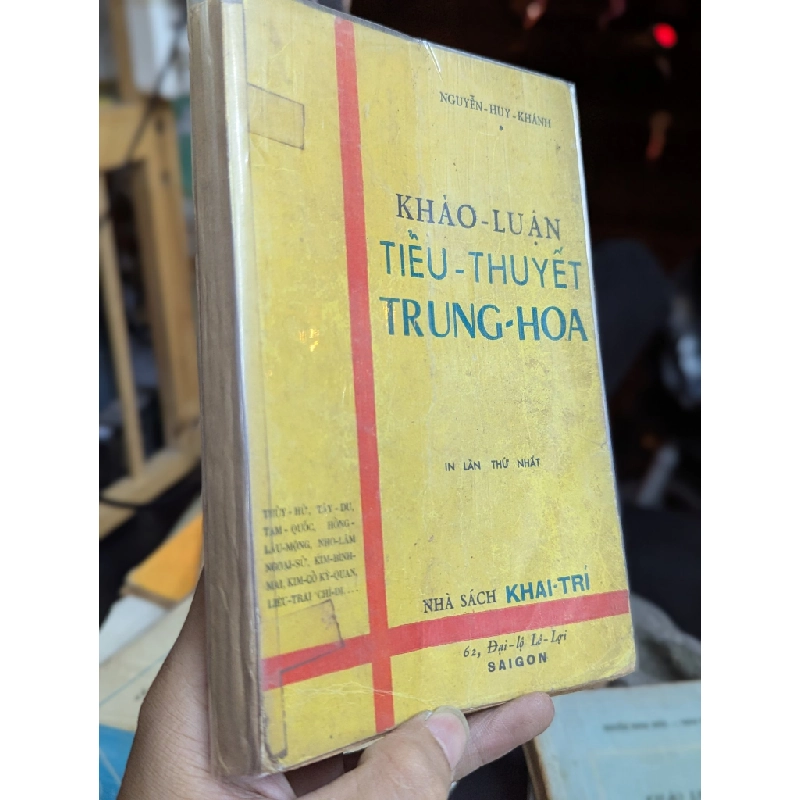 NGUYỄN-HUY-KHÁNH
KHẢO-LUẬN
TIỂU-THUYẾT
TRUNG-HOA
IN LẦN THỨ NHẤT
THỦY-HỬ, TÂY-DU,
TAM-QUỐC, HỒNG-
LÂU-MỘNG, NHO-LÂM
NGOẠI-SỬ, KIM-BÌNH-
MAI, KIM-CỔ KỲ-QUAN,
LIÊU-TRAI CHÍ-DỊ...
NHÀ SÁCH KHAI-TRÍ
62, Đại-lộ Lê-Lợi
SAIGON